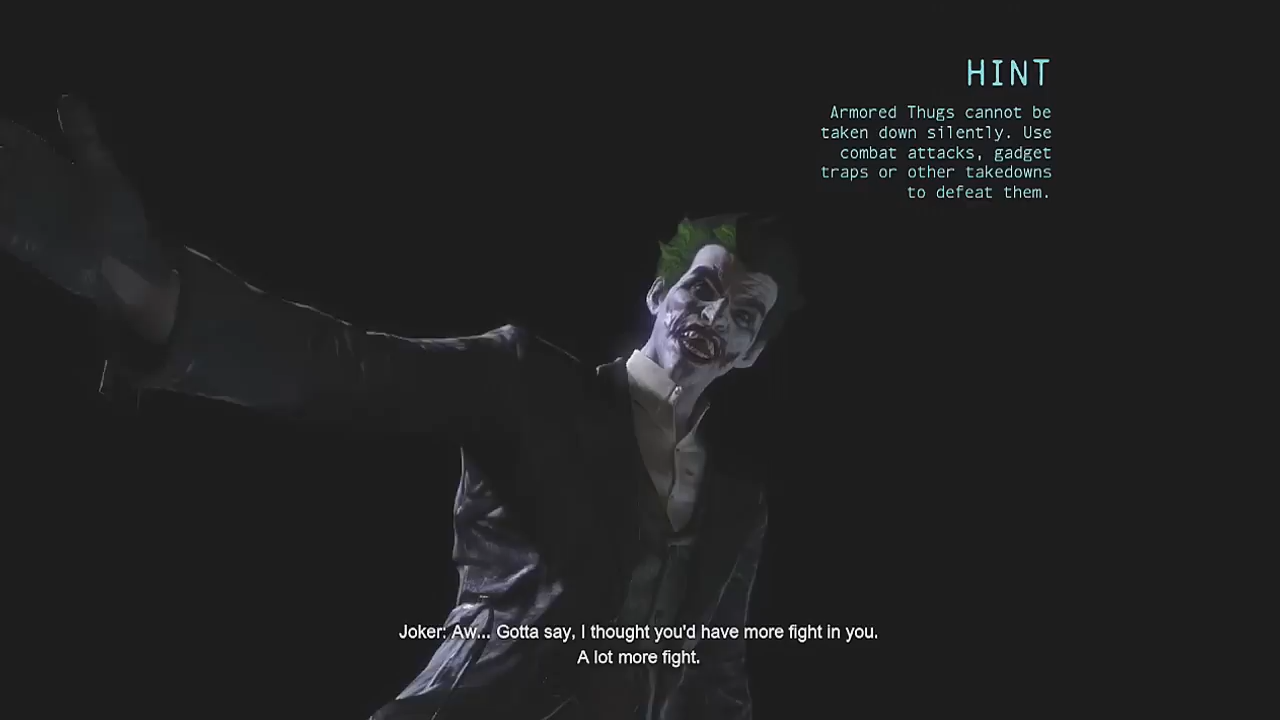 HINT
Armored Thugs cannot be
taken down silently. Use
combat attacks, gadget
traps or other takedowns
to defeat them.
Joker: Aw... Gotta say, I thought you'd have more fight in you.
A lot more fight.